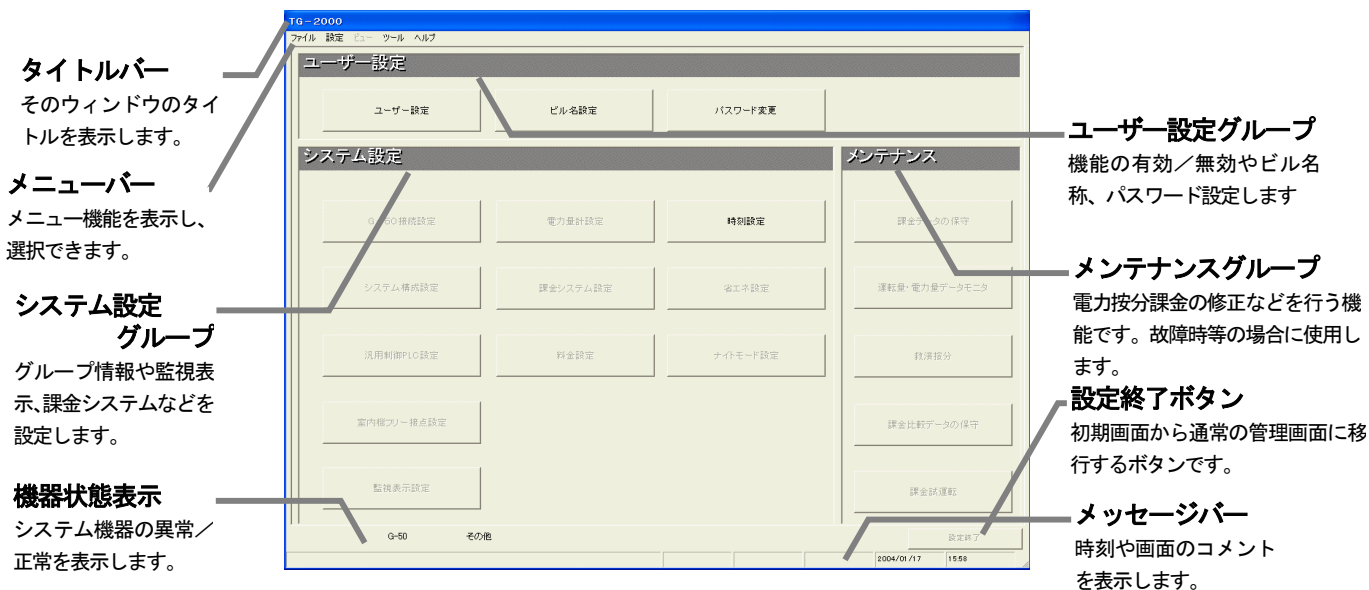 タイトルバー
そのウィンドウのタイ
トルを表示します。
メニューバー
メニュー機能を表示し、
選択できます。
システム設定
グループ
グループ情報や監視表
示、課金システムなどを
設定します。
機器状態表示
システム機器の異常／
正常を表示します。
TG-2000
ファイル 設定 ビュー ツール ヘルプ
ユーザー設定
ユーザー設定 ビル名設定 パスワード変更
システム設定
G-50接続設定 電力量計設定 時刻設定
システム構成設定 課金システム設定 省エネ設定
汎用制御PLC設定 料金設定 ナイトモード設定
室内機フリー接点設定
監視表示設定
メンテナンス
課金データの保守
運転量・電力量データモニタ
救済按分
課金比較データの保守
課金試運転
G-50 その他
設定終了
2004/01/17 15:58
ユーザー設定グループ
機能の有効／無効やビル名
称、パスワード設定します
メンテナンスグループ
電力按分課金の修正などを行う機
能です。故障時等の場合に使用し
ます。
設定終了ボタン
初期画面から通常の管理画面に移
行するボタンです。
メッセージバー
時刻や画面のコメント
を表示します。